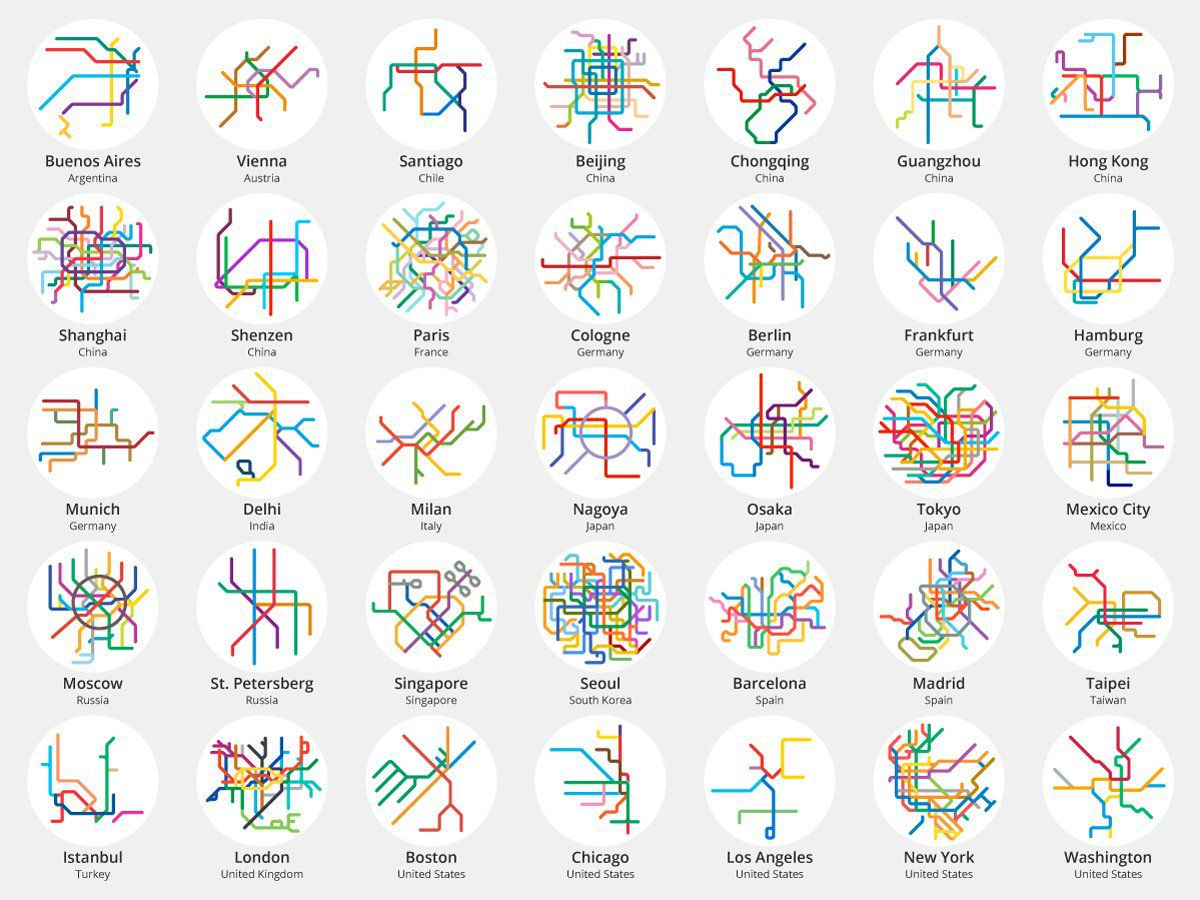 Buenos Aires
Argentina
Vienna
Austria
Santiago
Chile
Beijing
China
Chongqing
China
Guangzhou
China
Hong Kong
China
Shanghai
China
Shenzen
China
Paris
France
Cologne
Germany
Berlin
Germany
Frankfurt
Germany
Hamburg
Germany
Munich
Germany
Delhi
India
Milan
Italy
Nagoya
Japan
Osaka
Japan
Tokyo
Japan
Mexico City
Mexico
Moscow
Russia
St. Petersberg
Russia
Singapore
Singapore
Seoul
South Korea
Barcelona
Spain
Madrid
Spain
Taipei
Taiwan
Istanbul
Turkey
London
United Kingdom
Boston
United States
Chicago
United States
Los Angeles
United States
New York
United States
Washington
United States